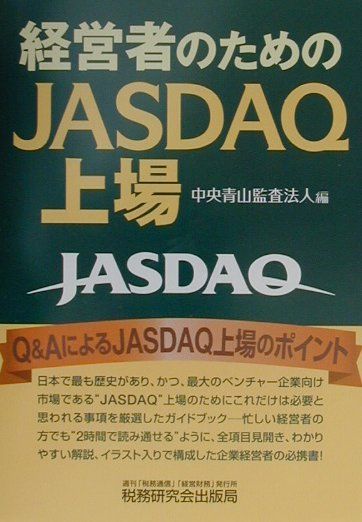 経営者のための
JASDAQ
上場
中央青山監査法人編
JASDAQ
Q&AによるJASDAQ上場のポイント
日本で最も歴史があり、かつ、最大のベンチャー企業向け
市場である"JASDAQ"上場のためにこれだけは必要と
思われる事項を厳選したガイドブック―忙しい経営者の
方でも"2時間で読み通せる"ように、全項目見開き、わかり
やすい解説、イラスト入りで構成した企業経営者の必携書!
週刊「税務通信」「経営財務」発行所
税務研究会出版局